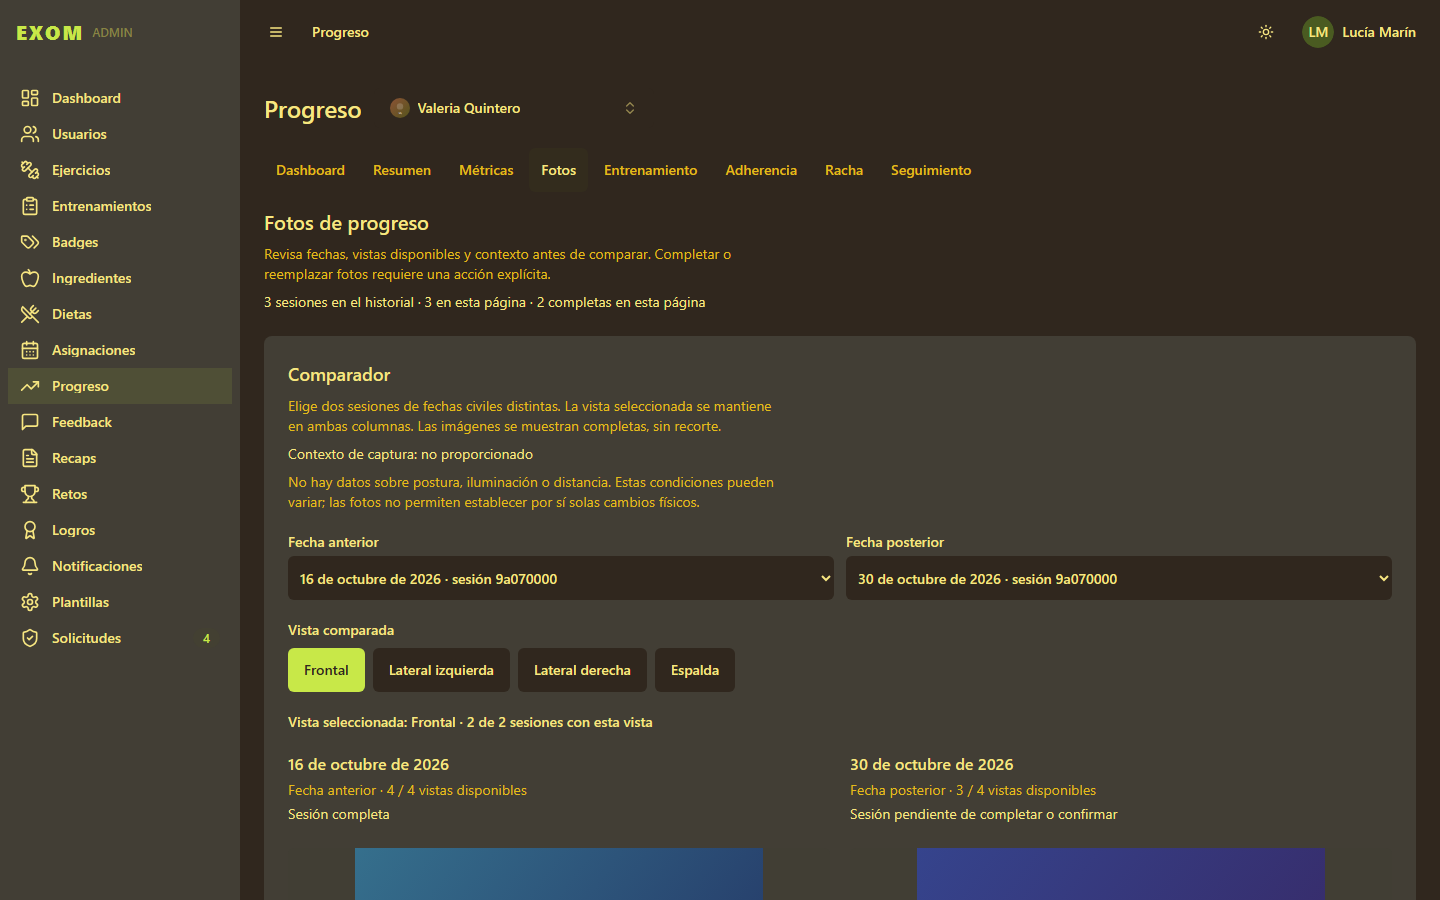 EXOM ADMIN
Progreso
LM Lucía Marín
Dashboard
Usuarios
Ejercicios
Entrenamientos
Badges
Ingredientes
Dietas
Asignaciones
Progreso
Feedback
Recaps
Retos
Logros
Notificaciones
Plantillas
Solicitudes 4
Progreso
Valeria Quintero
Dashboard Resumen Métricas Fotos Entrenamiento Adherencia Racha Seguimiento
Fotos de progreso
Revisa fechas, vistas disponibles y contexto antes de comparar. Completar o
reemplazar fotos requiere una acción explícita.
3 sesiones en el historial · 3 en esta página · 2 completas en esta página
Comparador
Elige dos sesiones de fechas civiles distintas. La vista seleccionada se mantiene
en ambas columnas. Las imágenes se muestran completas, sin recorte.
Contexto de captura: no proporcionado
No hay datos sobre postura, iluminación o distancia. Estas condiciones pueden
variar; las fotos no permiten establecer por sí solas cambios físicos.
Fecha anterior
16 de octubre de 2026 · sesión 9a070000
Fecha posterior
30 de octubre de 2026 · sesión 9a070000
Vista comparada
Frontal Lateral izquierda Lateral derecha Espalda
Vista seleccionada: Frontal · 2 de 2 sesiones con esta vista
16 de octubre de 2026
Fecha anterior · 4 / 4 vistas disponibles
Sesión completa
30 de octubre de 2026
Fecha posterior · 3 / 4 vistas disponibles
Sesión pendiente de completar o confirmar